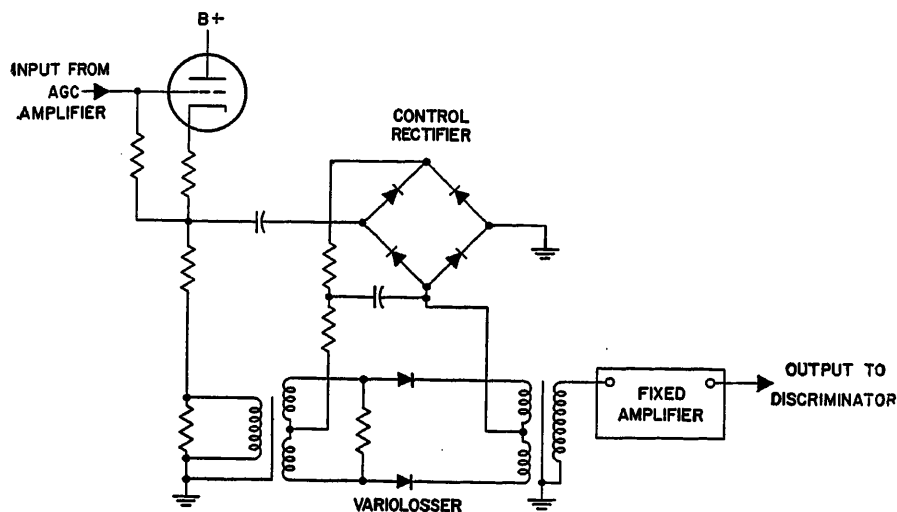 B+
INPUT FROM
AGC
AMPLIFIER
CONTROL
RECTIFIER
FIXED
AMPLIFIER
OUTPUT TO
DISCRIMINATOR
VARIOLOSSER